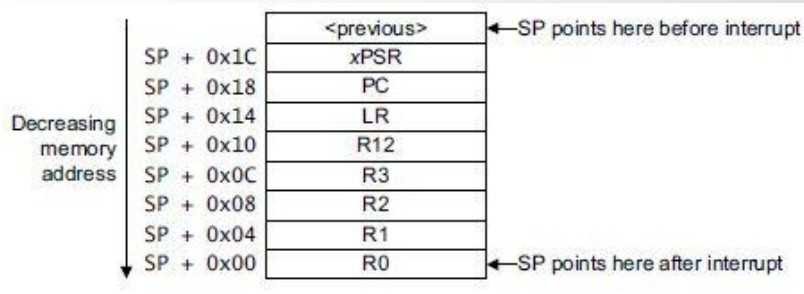 <previous> SP points here before interrupt
SP + 0x1C xPSR
SP + 0x18 PC
SP + 0x14 LR
Decreasing
memory
address
SP + 0x10 R12
SP + 0x0C R3
SP + 0x08 R2
SP + 0x04 R1
SP + 0x00 R0 SP points here after interrupt